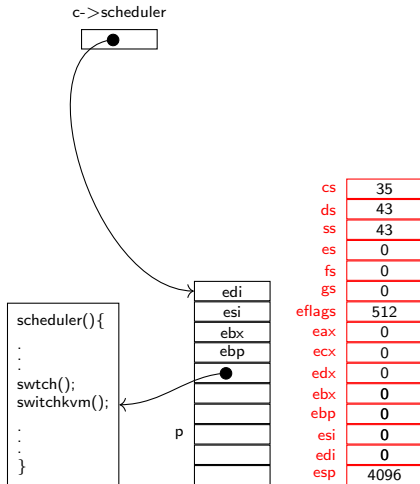 c->scheduler
edi
esi
ebx
ebp
p
scheduler(){
.
.
.
swtch();
switchkvm();
.
.
.
}
cs 35
ds 43
ss 43
es 0
fs 0
gs 0
eflags 512
eax 0
ecx 0
edx 0
ebx 0
ebp 0
esi 0
edi 0
esp 4096